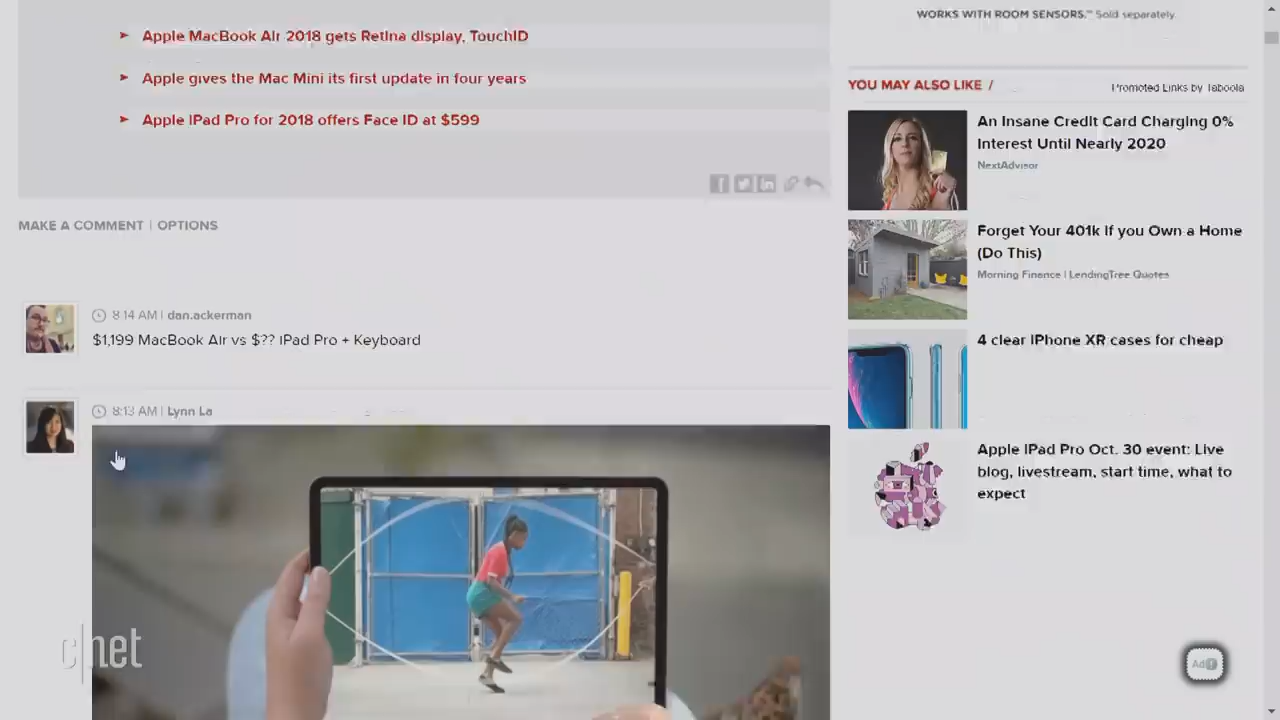 WORKS WITH ROOM SENSORS.™ Sold separately.
► Apple MacBook Air 2018 gets Retina display, TouchID
► Apple gives the Mac Mini its first update in four years
► Apple iPad Pro for 2018 offers Face ID at $599
MAKE A COMMENT | OPTIONS
8:14 AM | dan.ackerman
$1,199 MacBook Air vs $?? iPad Pro + Keyboard
8:13 AM | Lynn La
c|net
YOU MAY ALSO LIKE /
Promoted Links by Taboola
An Insane Credit Card Charging 0%
Interest Until Nearly 2020
NextAdvisor
Forget Your 401k If you Own a Home
(Do This)
Morning Finance | LendingTree Quotes
4 clear iPhone XR cases for cheap
Apple iPad Pro Oct. 30 event: Live
blog, livestream, start time, what to
expect
Ad